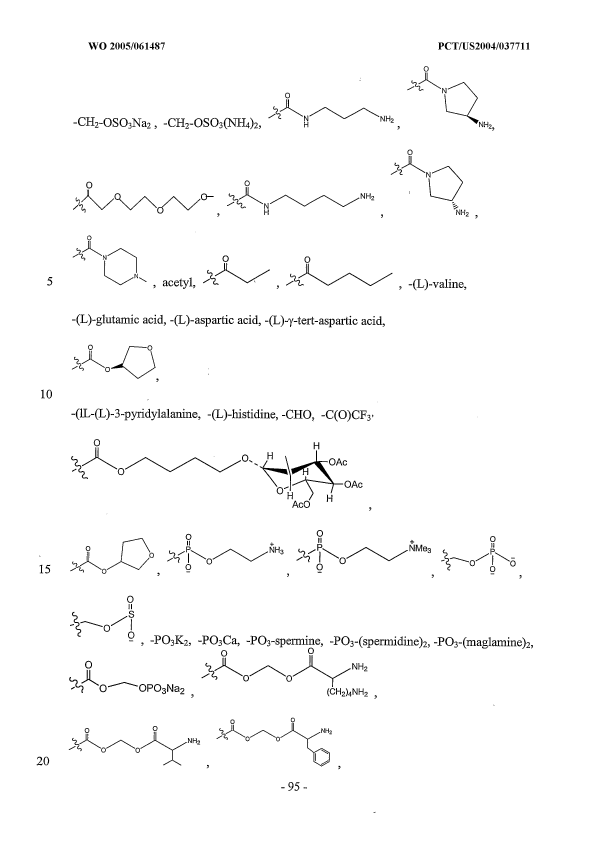 WO 2005/061487 PCT/US2004/037711
-CH2-OSO3Na2 , -CH2-OSO3(NH4)2, O N H NH2 , O N NH2,
O O O O , O NH NH2 , O N NH2 ,
5 O N N , acetyl, O , O , -(L)-valine,
-(L)-glutamic acid, -(L)-aspartic acid, -(L)-γ-tert-aspartic acid,
O O O ,
10
-(lL-(L)-3-pyridylalanine, -(L)-histidine, -CHO, -C(O)CF3.
O O O H H OAc H O OAc H H AcO ,
15 O O O , O P O O NH3 + , O P O O NMe3 + , O O P O O ,
O O S O , -PO3K2, -PO3Ca, -PO3-spermine, -PO3-(spermidine)2, -PO3-(maglamine)2,
O O OPO3Na2 , O O O O NH2 (CH2)4NH2 ,
20 O O O O NH2 , O O O O NH2 ,
- 95 -